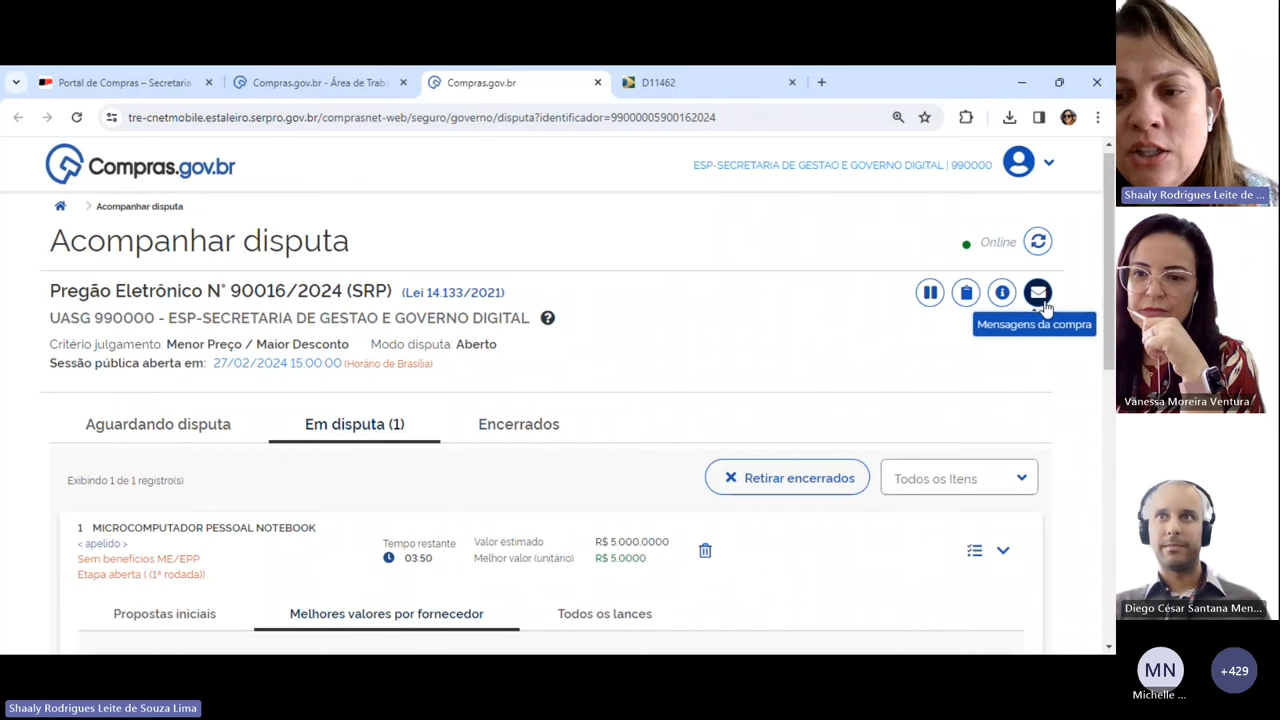 Portal de Compras – Secretaria
Compras.gov.br - Área de Trab
Compras.gov.br
D11462
tre-cnetmobile.estaleiro.serpro.gov.br/comprasnet-web/seguro/governo/disputa?identificador=99000005900162024
Compras.gov.br
ESP-SECRETARIA DE GESTAO E GOVERNO DIGITAL | 990000
Acompanhar disputa
Acompanhar disputa
Online
Pregão Eletrônico N° 90016/2024 (SRP) (Lei 14.133/2021)
UASG 990000 - ESP-SECRETARIA DE GESTAO E GOVERNO DIGITAL
Mensagens da compra
Critério julgamento: Menor Preço / Maior Desconto Modo disputa: Aberto
Sessão pública aberta em: 27/02/2024 15:00:00 (Horário de Brasília)
Aguardando disputa
Em disputa (1)
Encerrados
Exibindo 1 de 1 registro(s)
Retirar encerrados
Todos os Itens
1 MICROCOMPUTADOR PESSOAL NOTEBOOK
< apelido >
Sem benefícios ME/EPP
Etapa aberta ( (1ª rodada))
Tempo restante
03:50
Valor estimado R$ 5.000,0000
Melhor valor (unitário) R$ 5,0000
Propostas iniciais
Melhores valores por fornecedor
Todos os lances
Shaaly Rodrigues Leite de ...
Vanessa Moreira Ventura
Diego César Santana Men...
MN
Michelle ...
+429
Shaaly Rodrigues Leite de Souza Lima